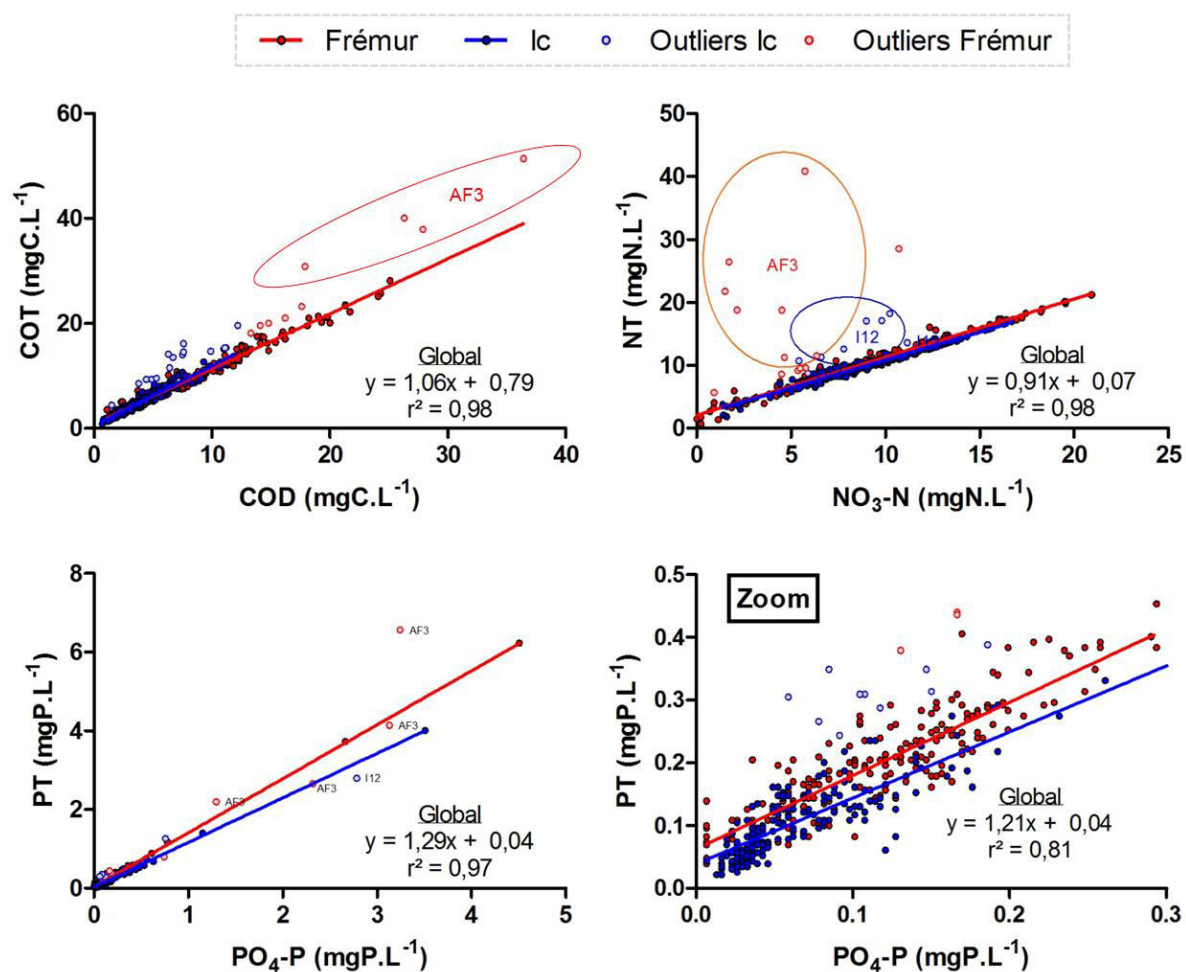 Frémur Ic Outliers Ic Outliers Frémur
60
40
20
0
COT (mgC.L⁻¹)
AF3
Global
y = 1,06x + 0,79
r² = 0,98
0 10 20 30 40
COD (mgC.L⁻¹)
50
40
30
20
10
0
NT (mgN.L⁻¹)
AF3
I12
Global
y = 0,91x + 0,07
r² = 0,98
0 5 10 15 20 25
NO₃-N (mgN.L⁻¹)
8
6
4
2
0
PT (mgP.L⁻¹)
AF3
AF3
I12
AF3
AF3
Global
y = 1,29x + 0,04
r² = 0,97
0 1 2 3 4 5
PO₄-P (mgP.L⁻¹)
Zoom
0.5
0.4
0.3
0.2
0.1
0.0
PT (mgP.L⁻¹)
Global
y = 1,21x + 0,04
r² = 0,81
0.0 0.1 0.2 0.3
PO₄-P (mgP.L⁻¹)